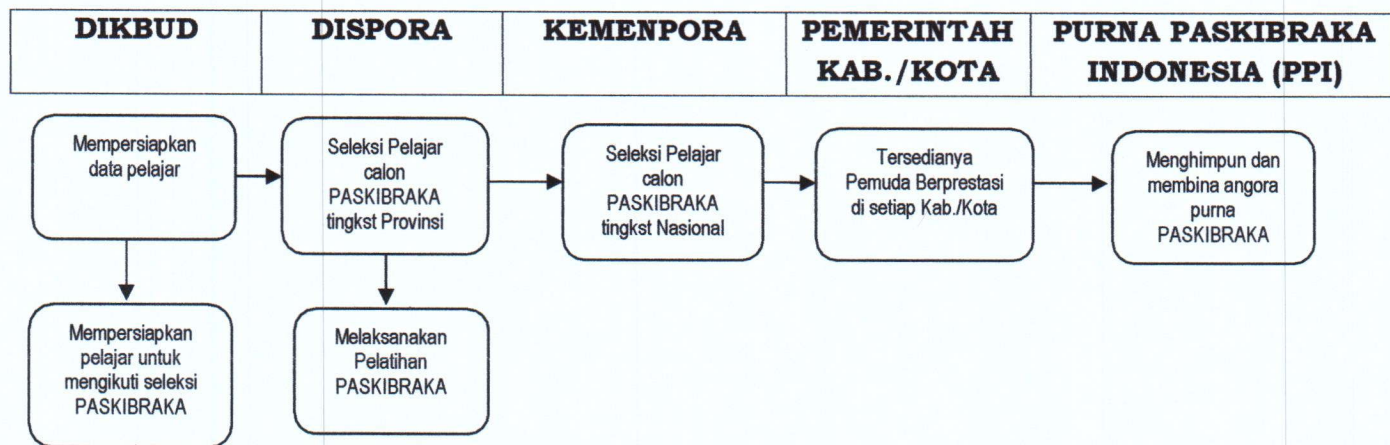 DIKBUD
DISPORA
KEMENPORA
PEMERINTAH
KAB./KOTA
PURNA PASKIBRAKA
INDONESIA (PPI)
Mempersiapkan
data pelajar
Seleksi Pelajar
calon
PASKIBRAKA
tingkst Provinsi
Seleksi Pelajar
calon
PASKIBRAKA
tingkst Nasional
Tersedianya
Pemuda Berprestasi
di setiap Kab./Kota
Menghimpun dan
membina angora
purna
PASKIBRAKA
Mempersiapkan
pelajar untuk
mengikuti seleksi
PASKIBRAKA
Melaksanakan
Pelatihan
PASKIBRAKA